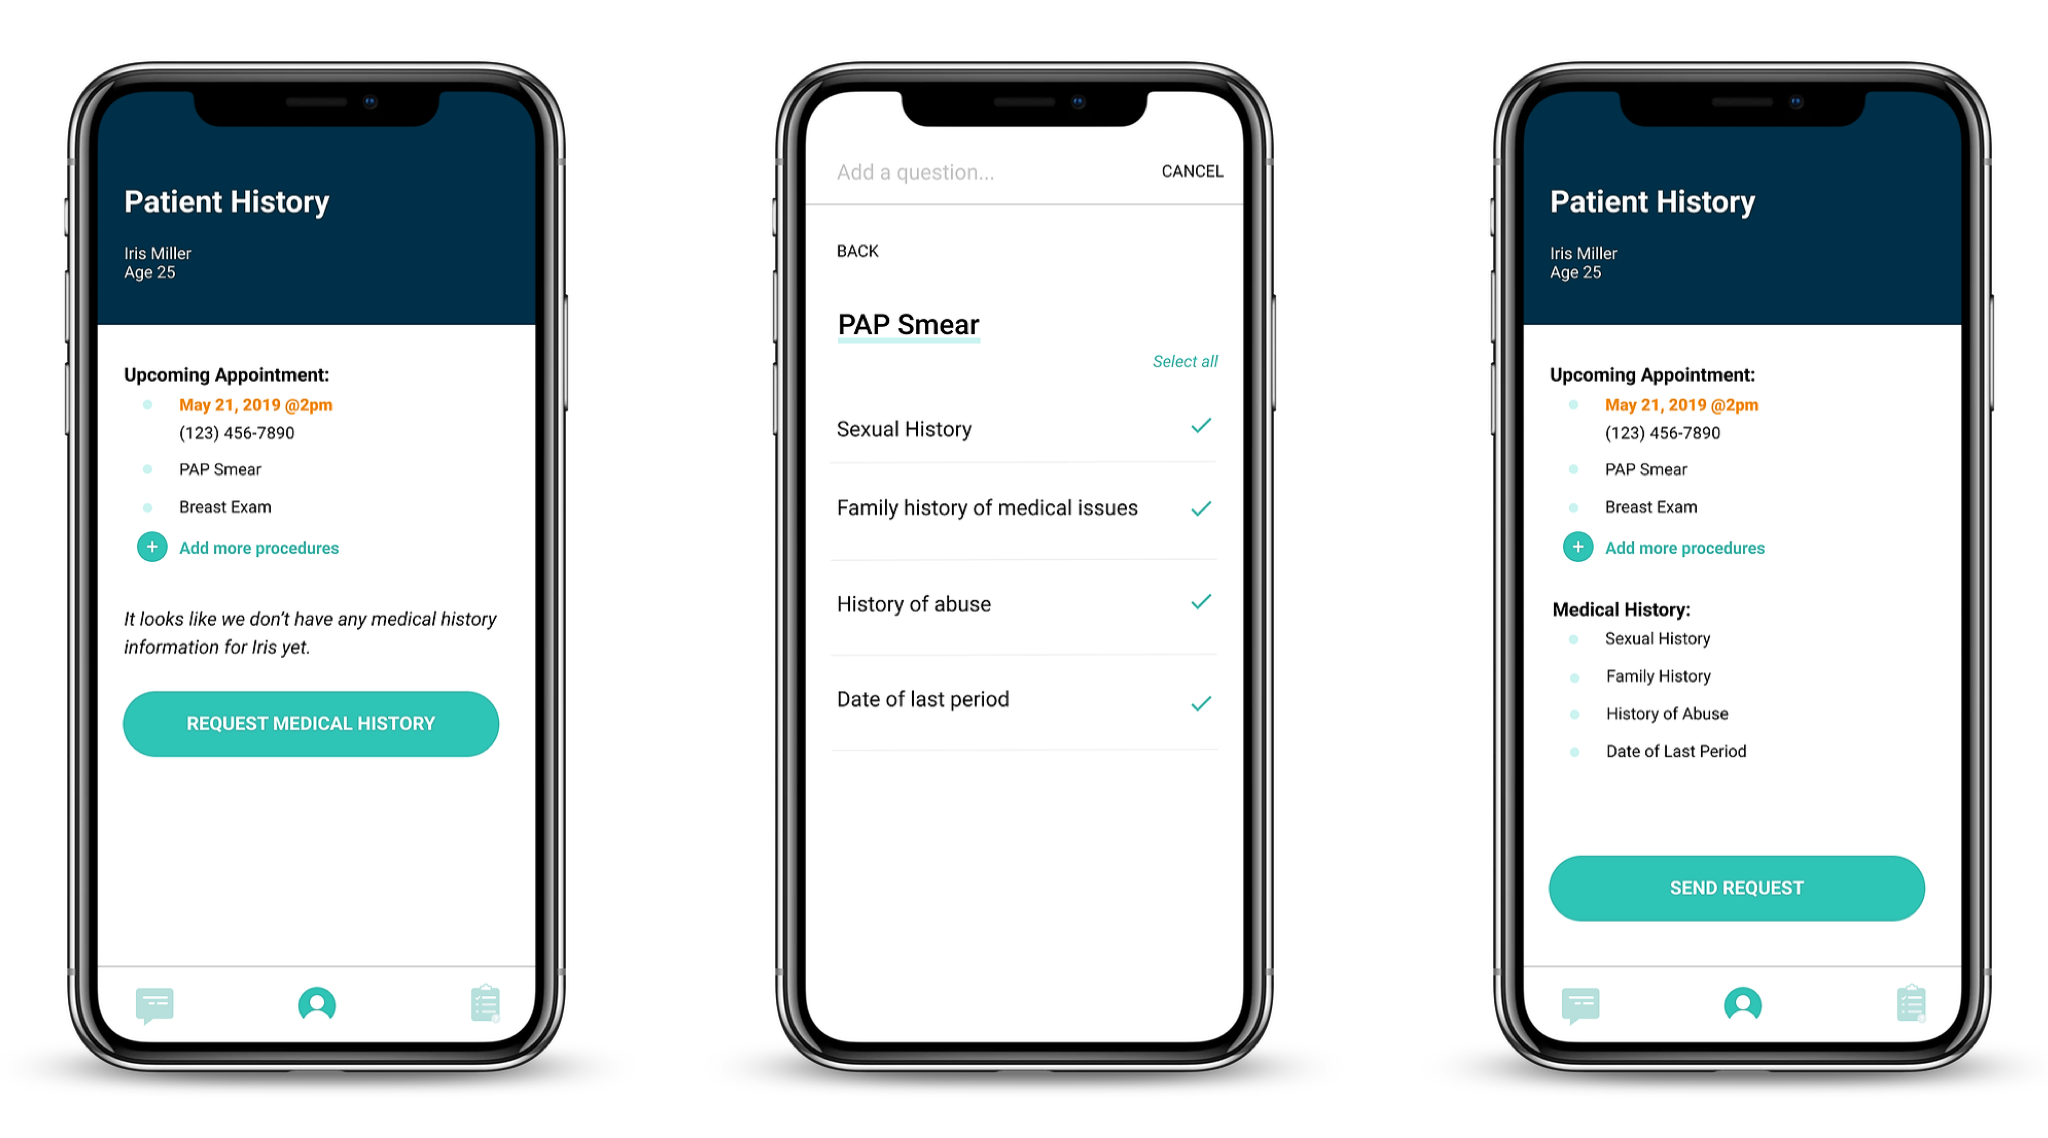 Patient History
Iris Miller
Age 25
Upcoming Appointment:
May 21, 2019 @2pm
(123) 456-7890
PAP Smear
Breast Exam
+ Add more procedures
It looks like we don't have any medical history
information for Iris yet.
REQUEST MEDICAL HISTORY
Add a question...
CANCEL
BACK
PAP Smear
Select all
Sexual History
Family history of medical issues
History of abuse
Date of last period
Patient History
Iris Miller
Age 25
Upcoming Appointment:
May 21, 2019 @2pm
(123) 456-7890
PAP Smear
Breast Exam
+ Add more procedures
Medical History:
Sexual History
Family History
History of Abuse
Date of Last Period
SEND REQUEST